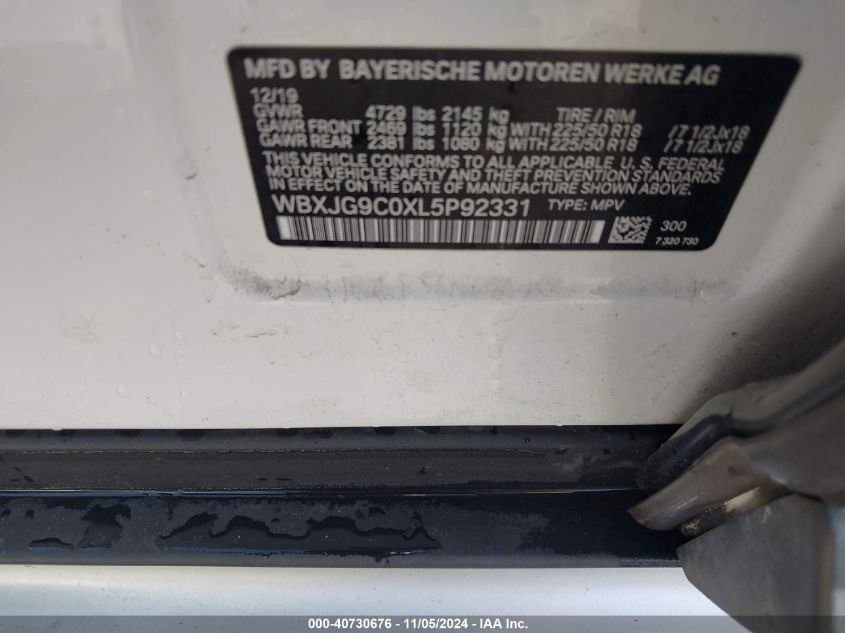 MFD BY BAYERISCHE MOTOREN WERKE AG
12/19
GVWR 4729 lbs 2145 kg TIRE / RIM
GAWR FRONT 2469 lbs 1120 kg WITH 225/50 R18 /7 1/2Jx18
GAWR REAR 2381 lbs 1080 kg WITH 225/50 R18 /7 1/2Jx18
THIS VEHICLE CONFORMS TO ALL APPLICABLE U. S. FEDERAL
MOTOR VEHICLE SAFETY AND THEFT PREVENTION STANDARDS
IN EFFECT ON THE DATE OF MANUFACTURE SHOWN ABOVE.
WBXJG9C0XL5P92331 TYPE: MPV
300
7 320 730
000-40730676 - 11/05/2024 - IAA Inc.